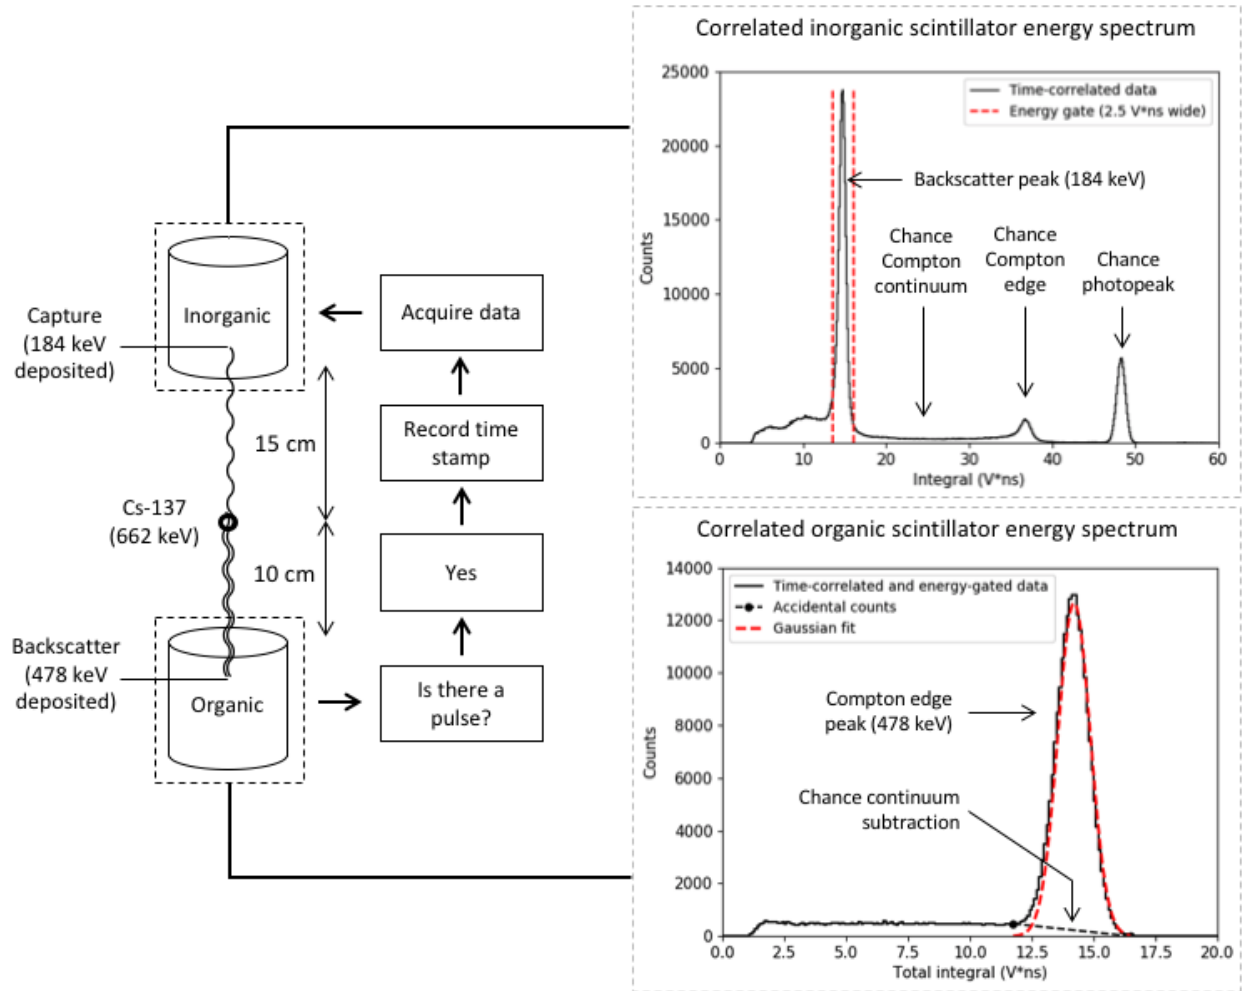 Correlated inorganic scintillator energy spectrum
25000
20000
15000
10000
5000
0
Counts
Time-correlated data
Energy gate (2.5 V*ns wide)
Backscatter peak (184 keV)
Chance
Compton
continuum
Chance
Compton
edge
Chance
photopeak
0 10 20 30 40 50 60
Integral (V*ns)
Inorganic
Capture
(184 keV
deposited)
Acquire data
15 cm
Record time
stamp
Cs-137
(662 keV)
10 cm
Yes
Backscatter
(478 keV
deposited)
Organic
Is there a
pulse?
Correlated organic scintillator energy spectrum
14000
12000
10000
8000
6000
4000
2000
0
Counts
Time-correlated and energy-gated data
Accidental counts
Gaussian fit
Compton edge
peak (478 keV)
Chance continuum
subtraction
0.0 2.5 5.0 7.5 10.0 12.5 15.0 17.5 20.0
Total integral (V*ns)